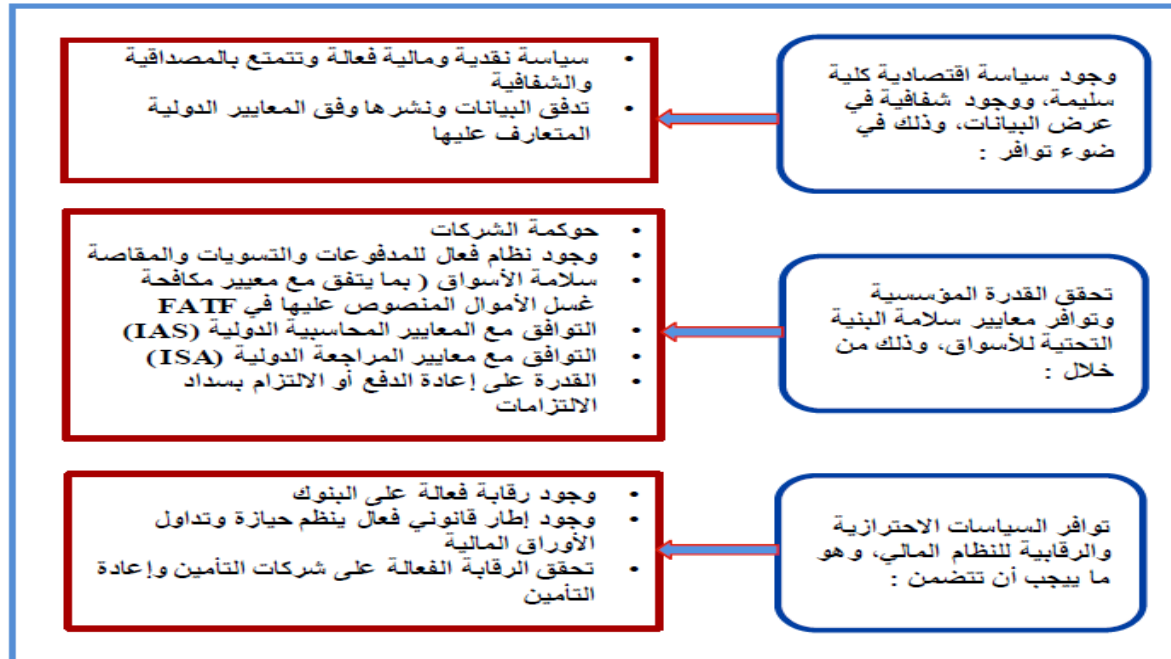 وجود سياسة اقتصادية كلية
سليمة، ووجود شفافية في
عرض البيانات، وذلك في
ضوء توافر :
• سياسة نقدية ومالية فعالة وتتمتع بالمصداقية
والشفافية
• تدفق البيانات ونشرها وفق المعايير الدولية
المتعارف عليها
تحقق القدرة المؤسسية
وتوافر معايير سلامة البنية
التحتية للأسواق، وذلك من
خلال :
• حوكمة الشركات
• وجود نظام فعال للمدفوعات والتسويات والمقاصة
• سلامة الأسواق ( بما يتفق مع معيير مكافحة
غسل الأموال المنصوص عليها في FATF
• التوافق مع المعايير المحاسبية الدولية (IAS)
• التوافق مع معايير المراجعة الدولية (ISA)
• القدرة على إعادة الدفع أو الالتزام بسداد
الالتزامات
توافر السياسات الاحترازية
والرقابية للنظام المالي، وهو
ما ييجب أن تتضمن :
• وجود رقابة فعالة على البنوك
• وجود إطار قانوني فعال ينظم حيازة وتداول
الأوراق المالية
• تحقق الرقابة الفعالة على شركات التأمين وإعادة
التأمين